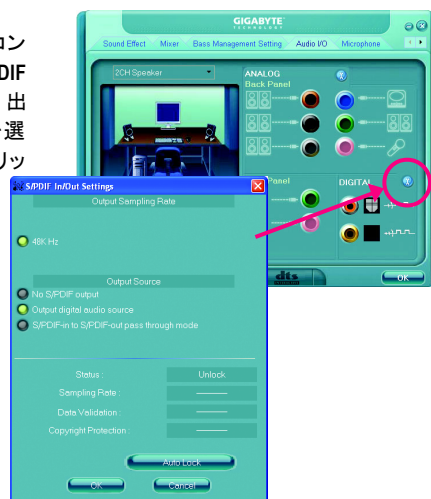 コン
DIF
出
選
リッ
GIGABYTE
TECHNOLOGY
Sound Effect Mixer Bass Management Setting Audio I/O Microphone
2CH Speaker
ANALOG
Back Panel
Panel
DIGITAL
dts
OK
S/PDIF In/Out Settings
Output Sampling Rate
48K Hz
Output Source
No S/PDIF output
Output digital audio source
S/PDIF-in to S/PDIF-out pass through mode
Status : Unlock
Sampling Rate :
Data Validation :
Copyright Protection :
Auto Lock
OK Cancel